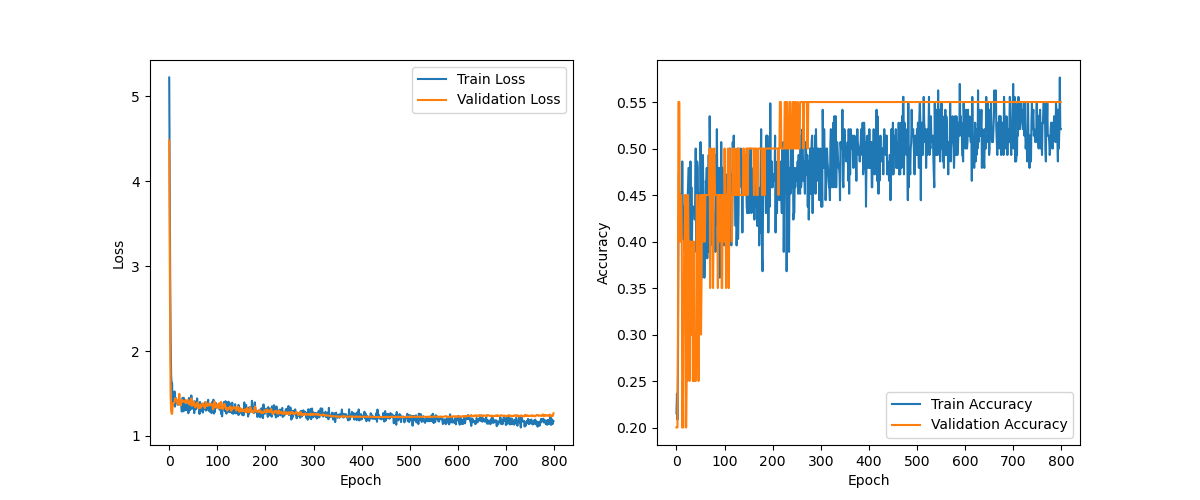 Train Loss
Validation Loss
5
4
3
2
1
Loss
0 100 200 300 400 500 600 700 800
Epoch
0.55
0.50
0.45
0.40
0.35
0.30
0.25
0.20
Accuracy
Train Accuracy
Validation Accuracy
0 100 200 300 400 500 600 700 800
Epoch